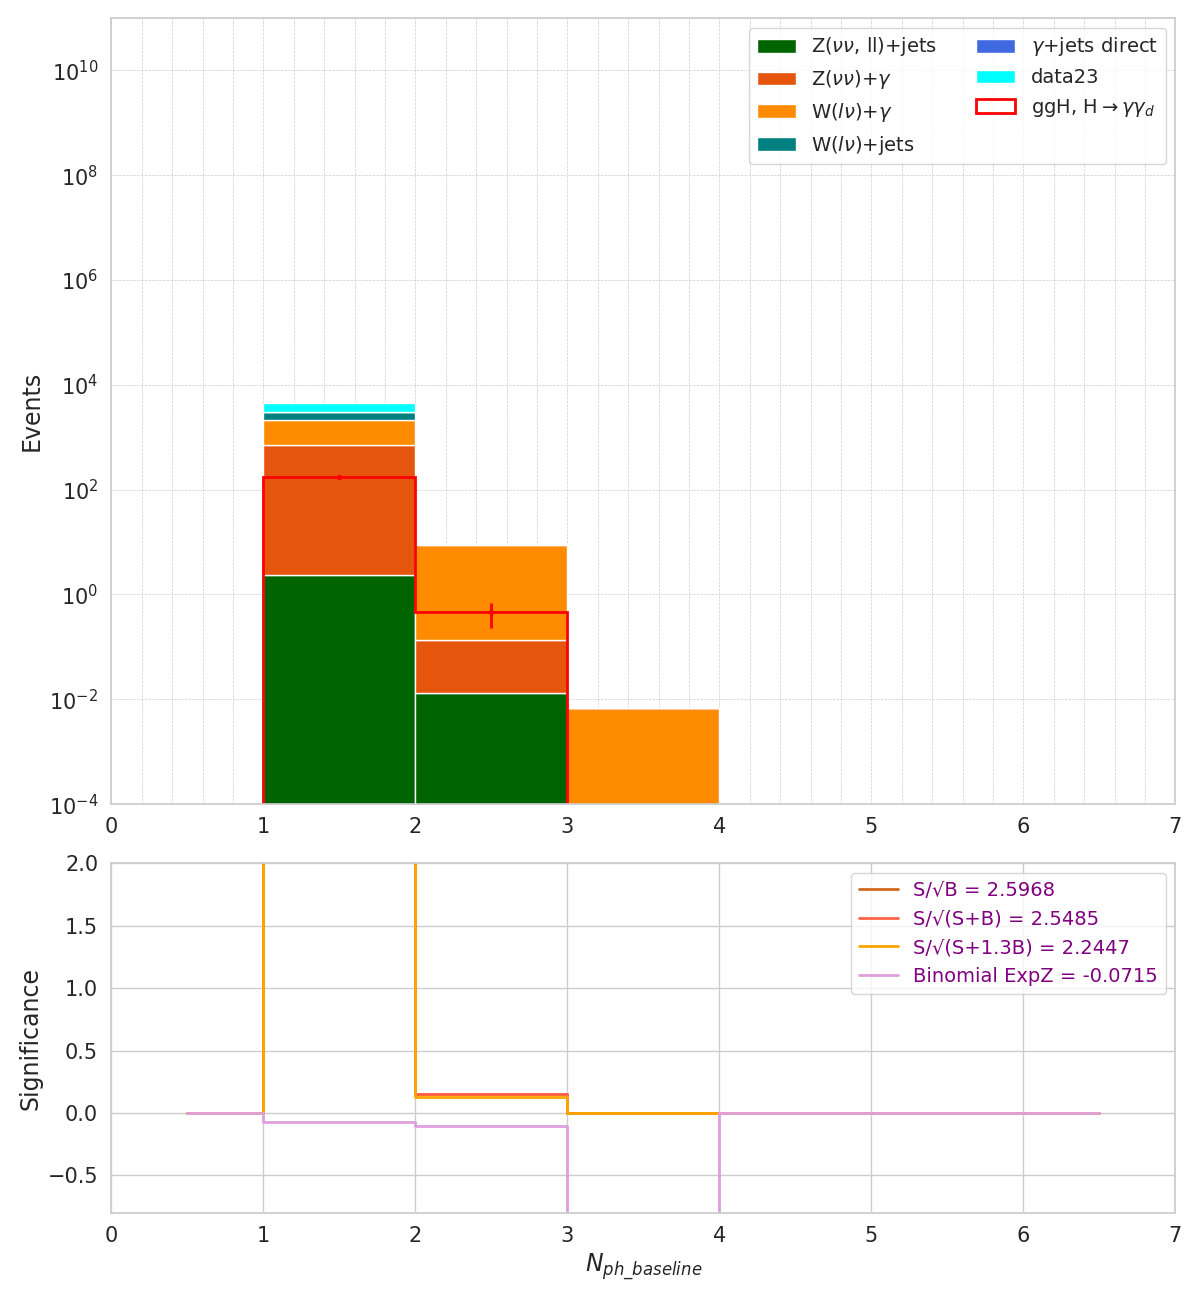 Z(νν, ll)+jets
Z(νν)+γ
W(lν)+γ
W(lν)+jets
γ+jets direct
data23
ggH, H→γγ_d
Events
10^10
10^8
10^6
10^4
10^2
10^0
10^−2
10^−4
0 1 2 3 4 5 6 7
S/√B = 2.5968
S/√(S+B) = 2.5485
S/√(S+1.3B) = 2.2447
Binomial ExpZ = -0.0715
Significance
2.0
1.5
1.0
0.5
0.0
−0.5
0 1 2 3 4 5 6 7
N_ph_baseline